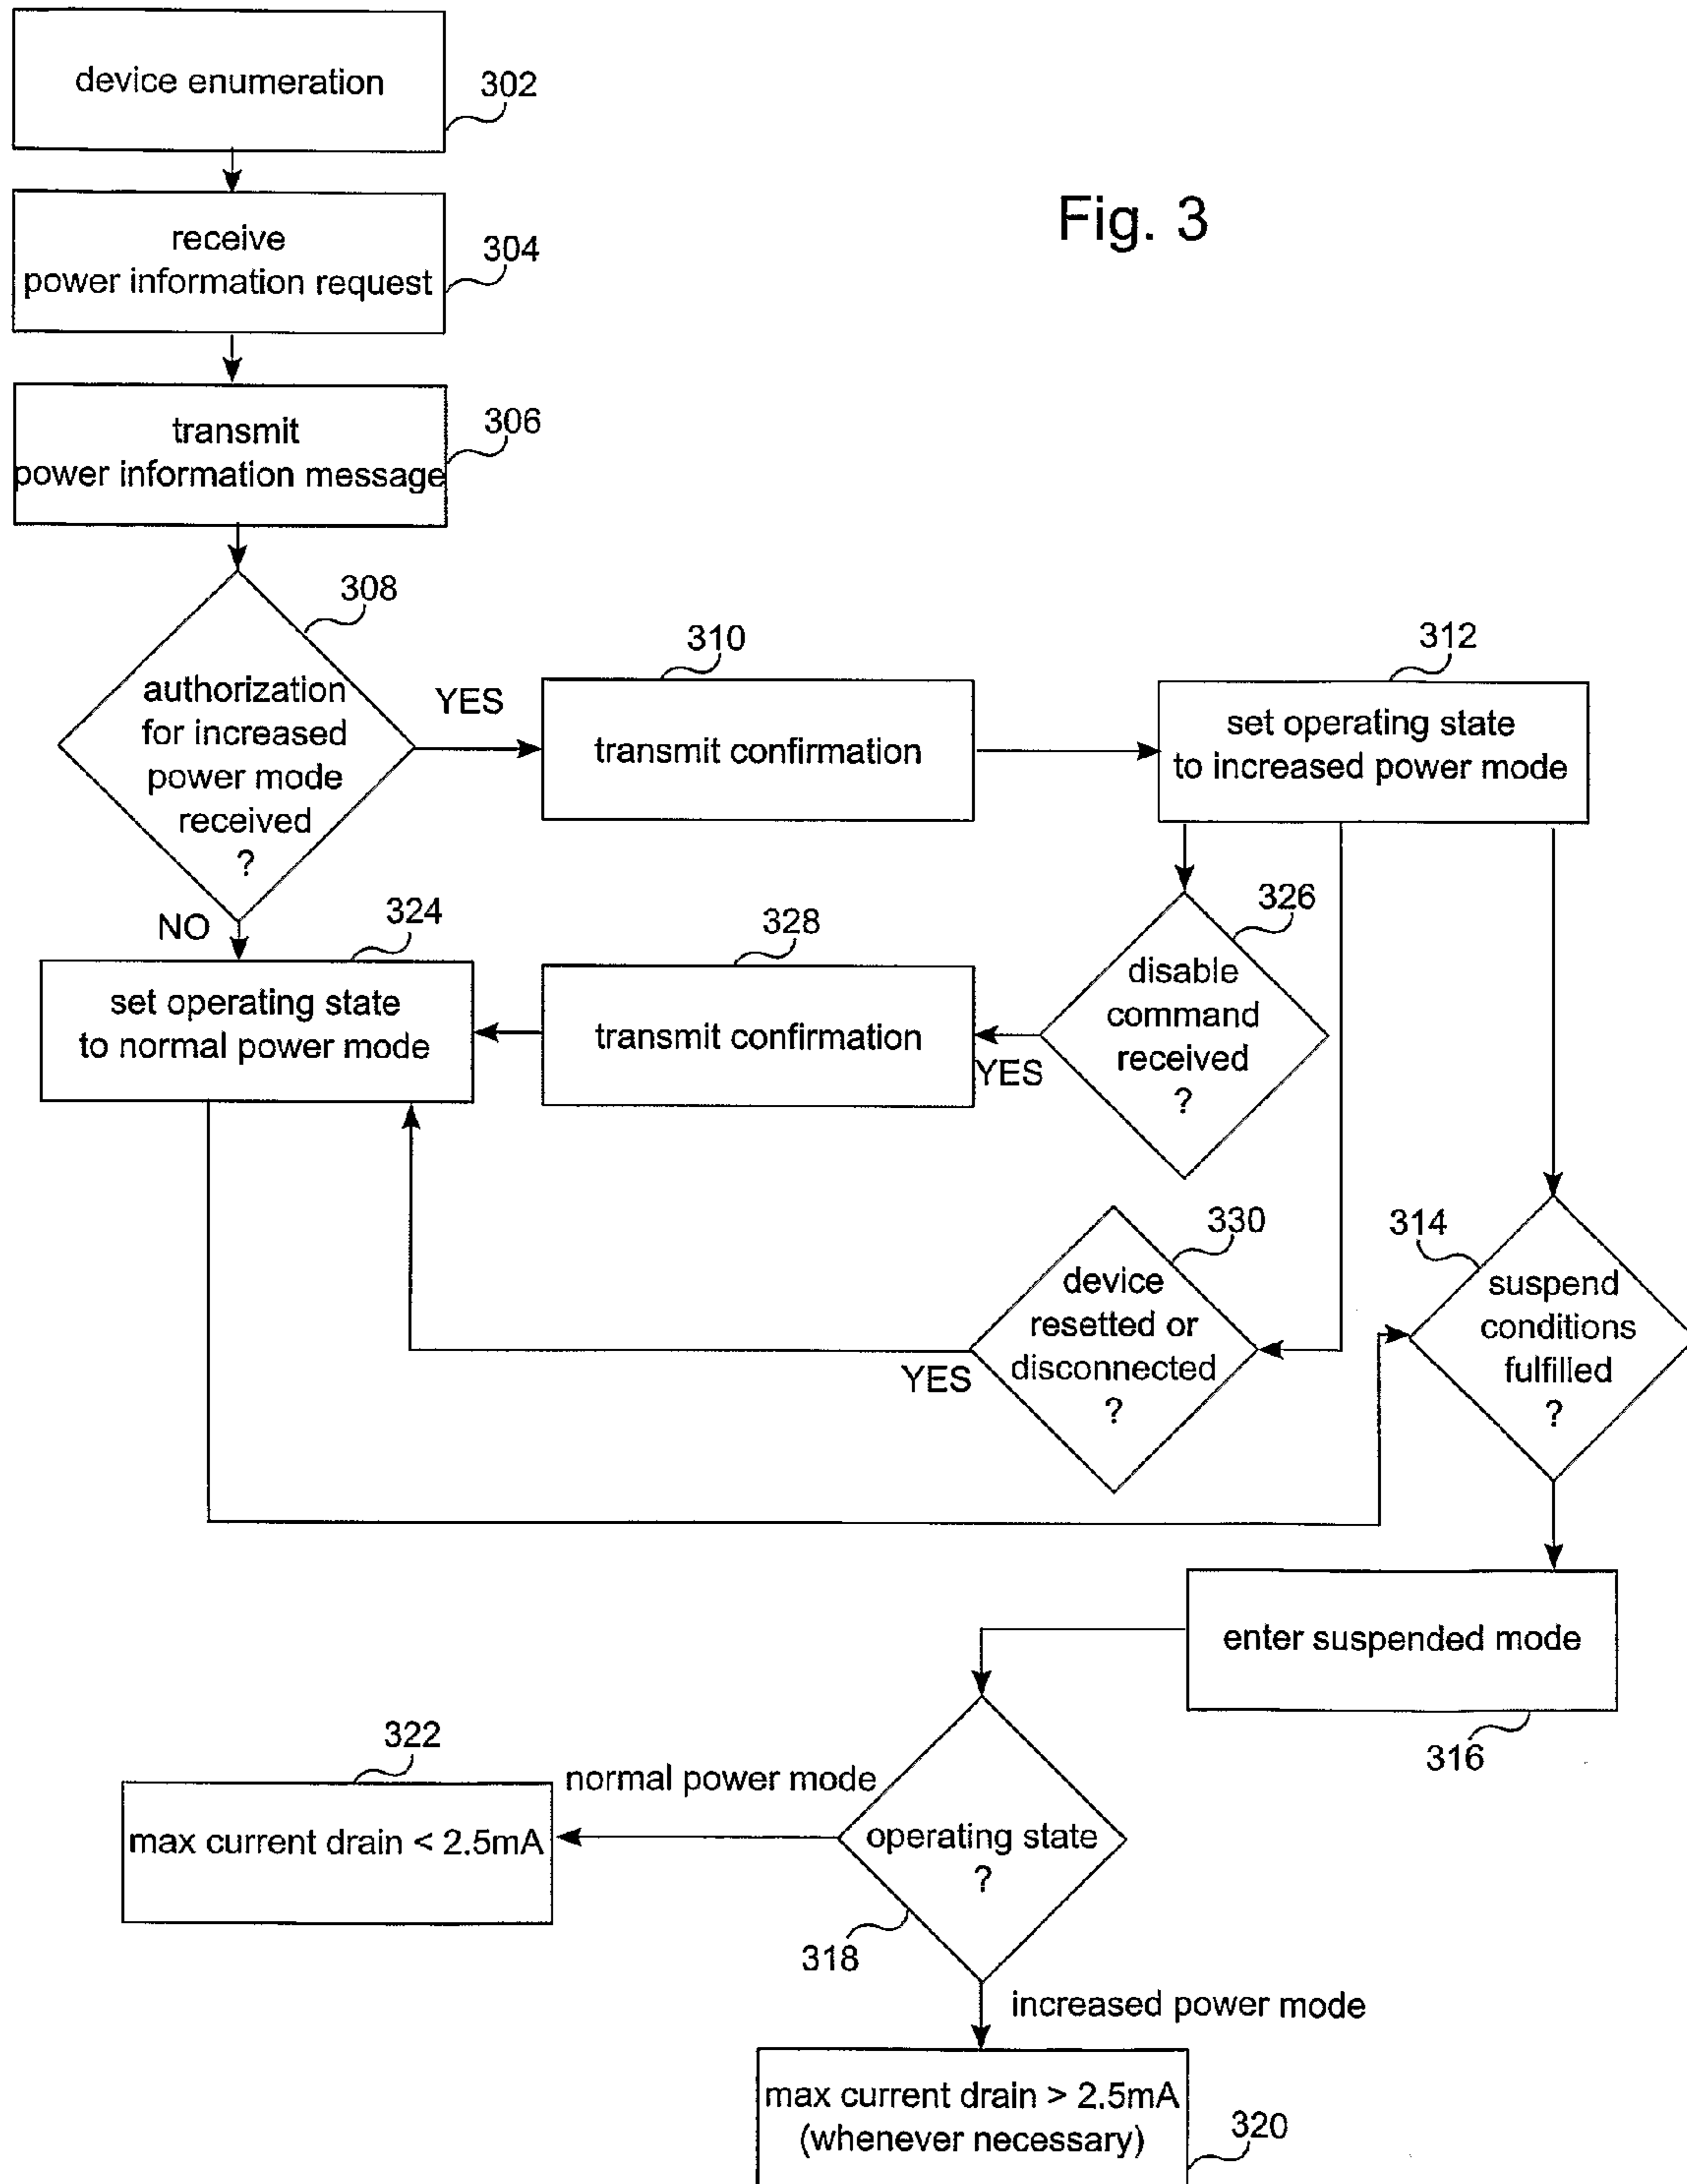 device enumeration
302
Fig. 3
receive
power information request
304
transmit
power information message
306
308
authorization
for increased
power mode
received
?
YES
NO
310
transmit confirmation
312
set operating state
to increased power mode
324
set operating state
to normal power mode
328
transmit confirmation
326
disable
command
received
?
YES
330
device
resetted or
disconnected
?
YES
314
suspend
conditions
fulfilled
?
enter suspended mode
316
322
max current drain < 2.5mA
normal power mode
operating state
?
318
increased power mode
max current drain > 2.5mA
(whenever necessary)
320